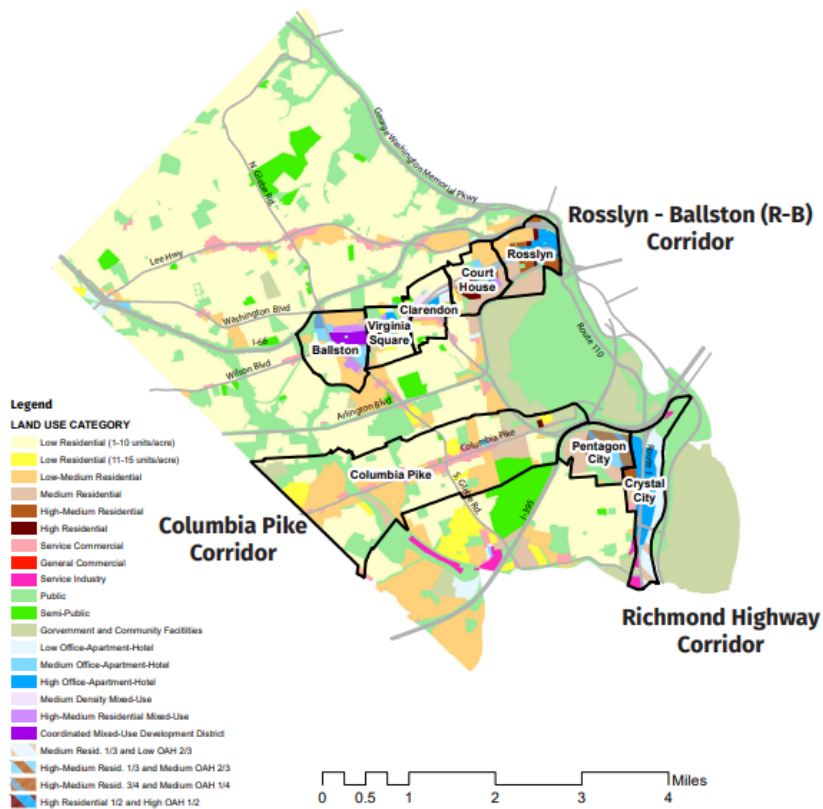 George Washington Memorial Pkwy
N. Glebe Rd.
Rosslyn - Ballston (R-B)
Corridor
Lee Hwy
Rosslyn
Court
House
Washington Blvd
Clarendon
Virginia
Square
Route 110
I-66
Ballston
Wilson Blvd
Arlington Blvd
Columbia Pike
Pentagon
City
Route 1
Columbia Pike
S. Glebe Rd.
Crystal
City
I-395
Columbia Pike
Corridor
Richmond Highway
Corridor
Legend
LAND USE CATEGORY
Low Residential (1-10 units/acre)
Low Residential (11-15 units/acre)
Low-Medium Residential
Medium Residential
High-Medium Residential
High Residential
Service Commercial
General Commercial
Service Industry
Public
Semi-Public
Gorvernment and Community Facitlities
Low Office-Apartment-Hotel
Medium Office-Apartment-Hotel
High Office-Apartment-Hotel
Medium Density Mixed-Use
High-Medium Residential Mixed-Use
Coordinated Mixed-Use Development District
Medium Resid. 1/3 and Low OAH 2/3
High-Medium Resid. 1/3 and Medium OAH 2/3
High-Medium Resid. 3/4 and Medium OAH 1/4
High Residential 1/2 and High OAH 1/2
Miles
0 0.5 1 2 3 4